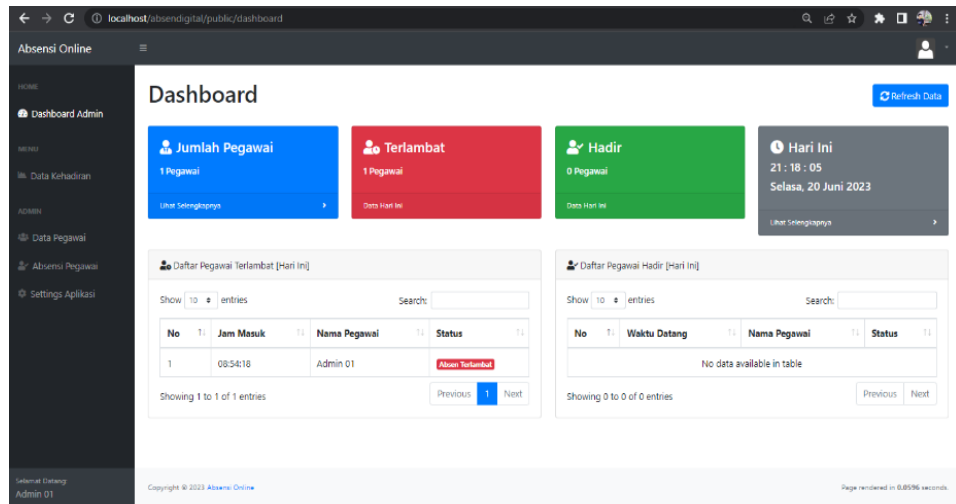 localhost/absendigital/public/dashboard
Absensi Online
HOME
Dashboard Admin
MENU
Data Kehadiran
ADMIN
Data Pegawai
Absensi Pegawai
Settings Aplikasi
Selamat Datang:
Admin 01
Dashboard
Refresh Data
Jumlah Pegawai
1 Pegawai
Lihat Selengkapnya
Terlambat
1 Pegawai
Data Hari Ini
Hadir
0 Pegawai
Data Hari Ini
Hari Ini
21 : 18 : 05
Selasa, 20 Juni 2023
Lihat Selengkapnya
Daftar Pegawai Terlambat [Hari Ini]
Show 10 entries Search:
No Jam Masuk Nama Pegawai Status
1 08:54:18 Admin 01 Absen Terlambat
Showing 1 to 1 of 1 entries Previous 1 Next
Daftar Pegawai Hadir [Hari Ini]
Show 10 entries Search:
No Waktu Datang Nama Pegawai Status
No data available in table
Showing 0 to 0 of 0 entries Previous Next
Copyright © 2023 Absensi Online
Page rendered in 0.0596 seconds.